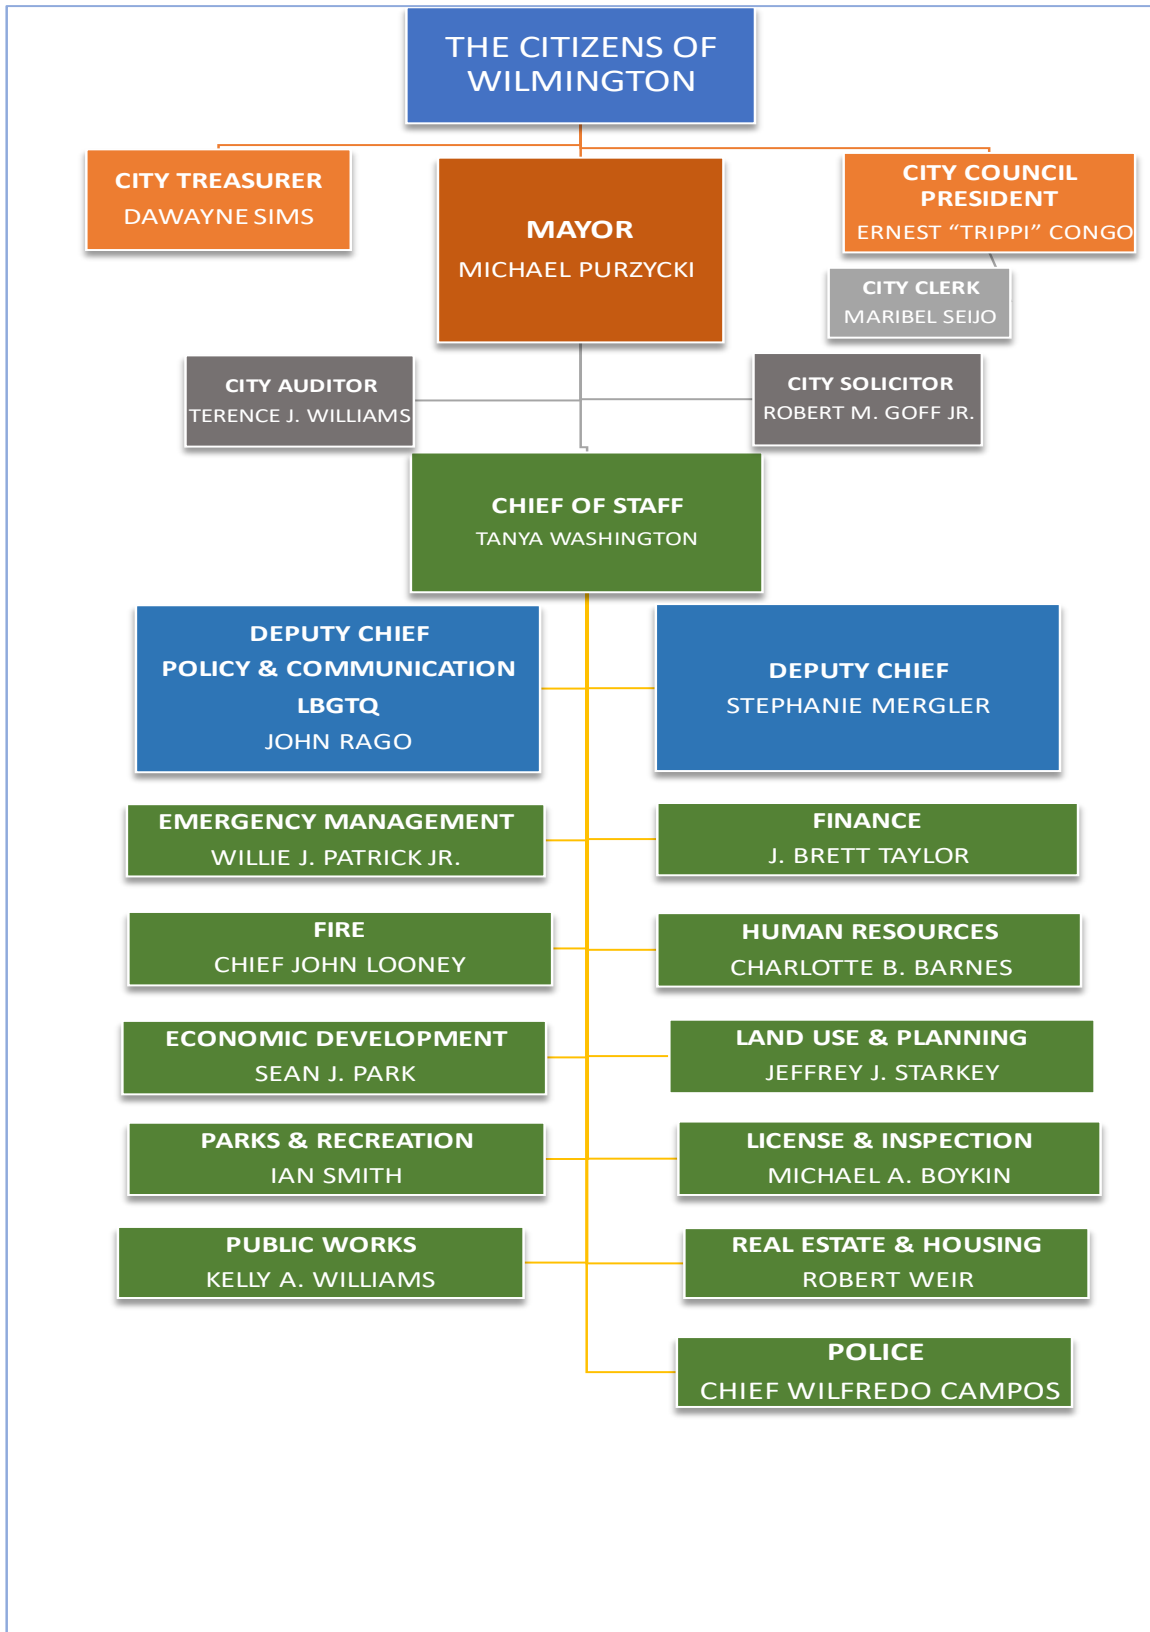 THE CITIZENS OF
WILMINGTON
CITY TREASURER
DAWAYNE SIMS
MAYOR
MICHAEL PURZYCKI
CITY COUNCIL
PRESIDENT
ERNEST “TRIPPI” CONGO
CITY CLERK
MARIBEL SEIJO
CITY AUDITOR
TERENCE J. WILLIAMS
CITY SOLICITOR
ROBERT M. GOFF JR.
CHIEF OF STAFF
TANYA WASHINGTON
DEPUTY CHIEF
POLICY & COMMUNICATION
LBGTQ
JOHN RAGO
DEPUTY CHIEF
STEPHANIE MERGLER
EMERGENCY MANAGEMENT
WILLIE J. PATRICK JR.
FINANCE
J. BRETT TAYLOR
FIRE
CHIEF JOHN LOONEY
HUMAN RESOURCES
CHARLOTTE B. BARNES
ECONOMIC DEVELOPMENT
SEAN J. PARK
LAND USE & PLANNING
JEFFREY J. STARKEY
PARKS & RECREATION
IAN SMITH
LICENSE & INSPECTION
MICHAEL A. BOYKIN
PUBLIC WORKS
KELLY A. WILLIAMS
REAL ESTATE & HOUSING
ROBERT WEIR
POLICE
CHIEF WILFREDO CAMPOS